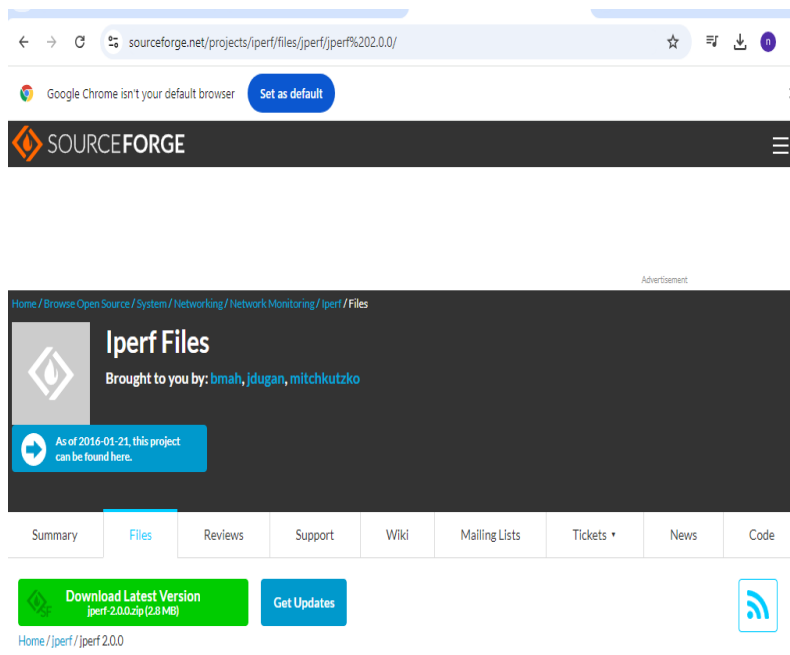 sourceforge.net/projects/iperf/files/jperf/jperf%202.0.0/
n
Google Chrome isn't your default browser
Set as default
SOURCEFORGE
Advertisement
Home / Browse Open Source / System / Networking / Network Monitoring / Iperf / Files
Iperf Files
Brought to you by: bmah, jdugan, mitchkutzko
As of 2016-01-21, this project
can be found here.
Summary Files Reviews Support Wiki Mailing Lists Tickets News Code
SF
Download Latest Version
jperf-2.0.0.zip (2.8 MB)
Get Updates
Home / jperf / jperf 2.0.0